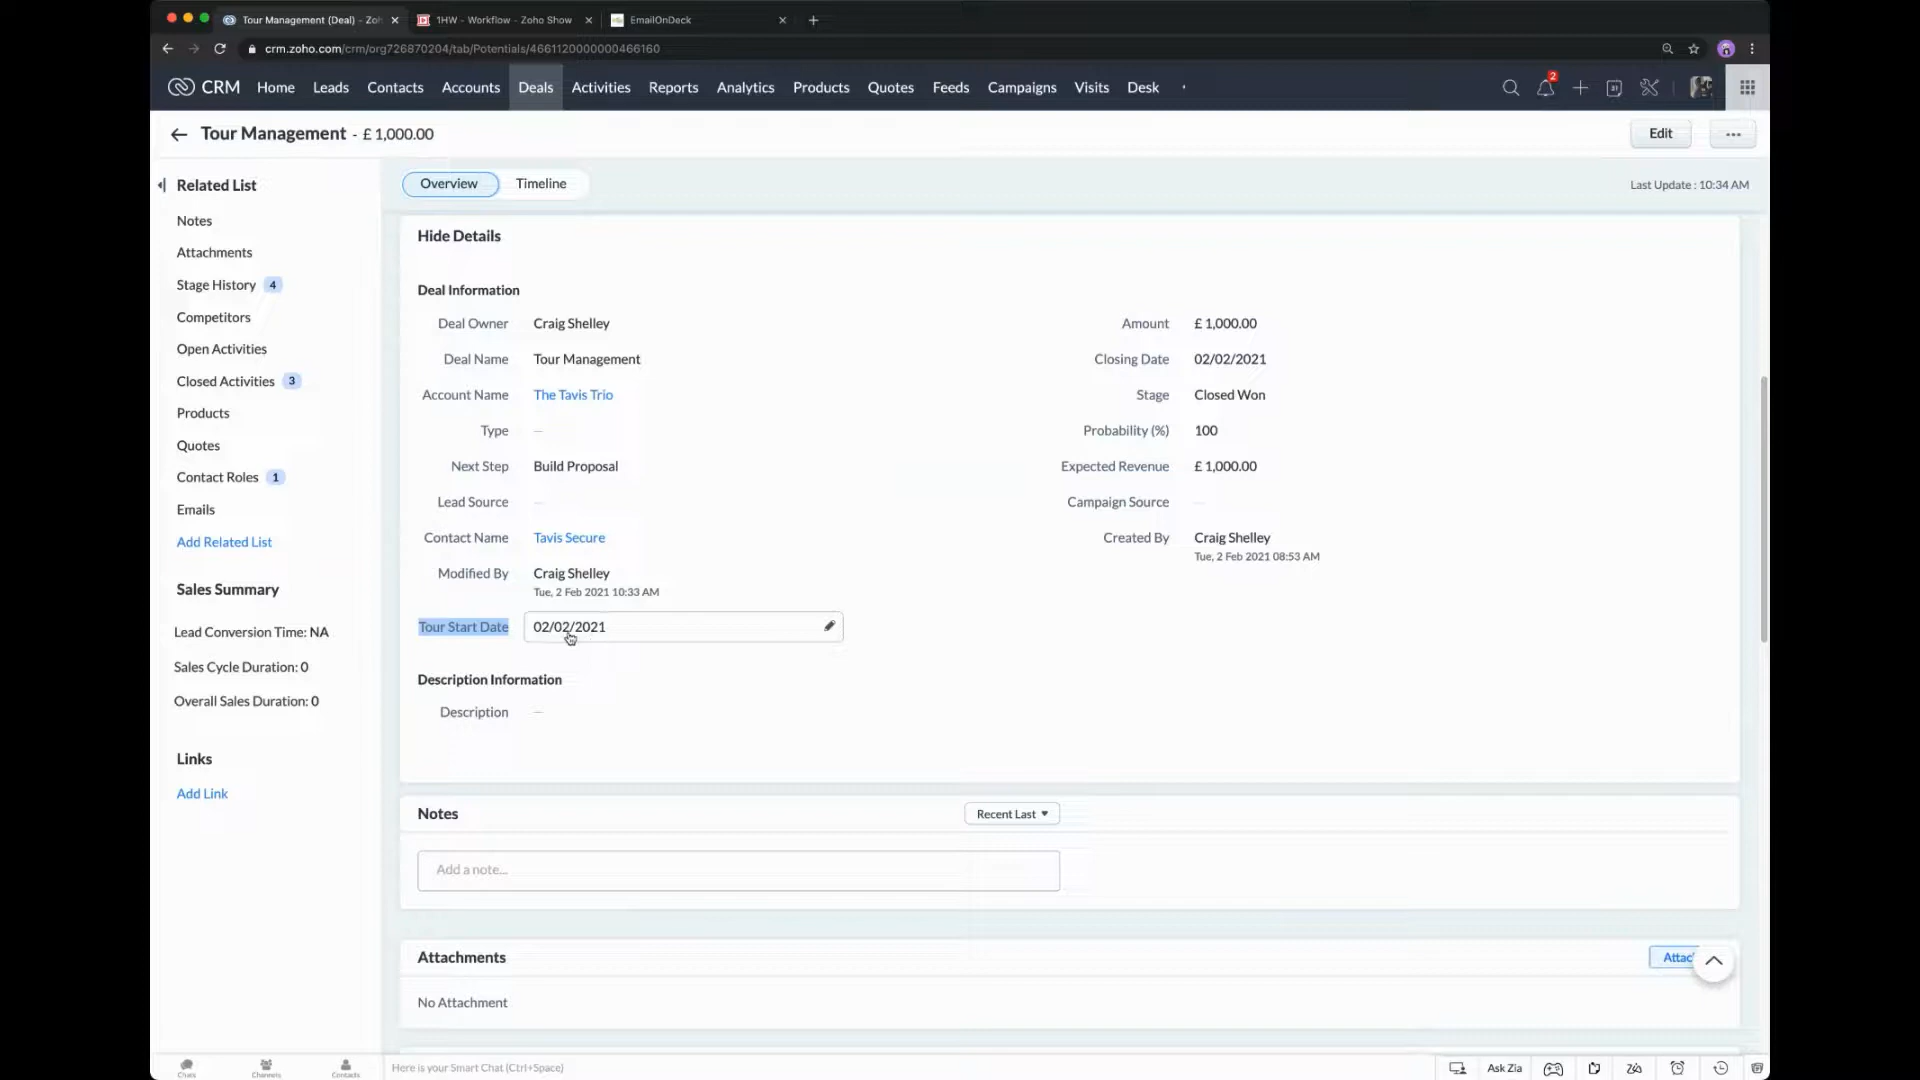 Tour Management (Deal) - Zoh
1HW - Workflow - Zoho Show
EmailOnDeck
crm.zoho.com/crm/org726870204/tab/Potentials/4661120000000466160
CRM Home Leads Contacts Accounts Deals Activities Reports Analytics Products Quotes Feeds Campaigns Visits Desk
2
31
Tour Management - £ 1,000.00
Edit
Related List
Notes
Attachments
Stage History 4
Competitors
Open Activities
Closed Activities 3
Products
Quotes
Contact Roles 1
Emails
Add Related List
Sales Summary
Lead Conversion Time: NA
Sales Cycle Duration: 0
Overall Sales Duration: 0
Links
Add Link
Overview Timeline
Last Update : 10:34 AM
Hide Details
Deal Information
Deal Owner Craig Shelley
Deal Name Tour Management
Account Name The Tavis Trio
Type —
Next Step Build Proposal
Lead Source —
Contact Name Tavis Secure
Modified By Craig Shelley
Tue, 2 Feb 2021 10:33 AM
Tour Start Date 02/02/2021
Amount £ 1,000.00
Closing Date 02/02/2021
Stage Closed Won
Probability (%) 100
Expected Revenue £ 1,000.00
Campaign Source —
Created By Craig Shelley
Tue, 2 Feb 2021 08:53 AM
Description Information
Description —
Notes
Recent Last
Add a note...
Attachments
Attac
No Attachment
Chats Channels Contacts
Here is your Smart Chat (Ctrl+Space)
Ask Zia